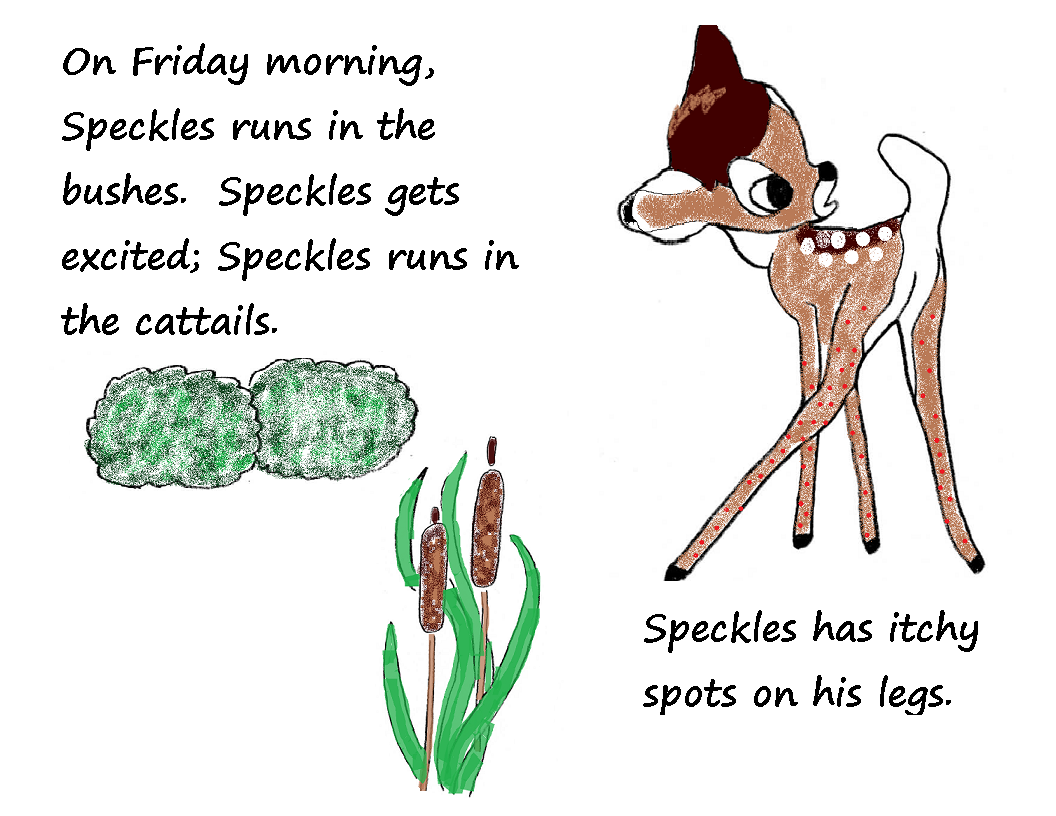 On Friday morning,
Speckles runs in the
bushes.  Speckles gets
excited; Speckles runs in
the cattails.
Speckles has itchy
spots on his legs.